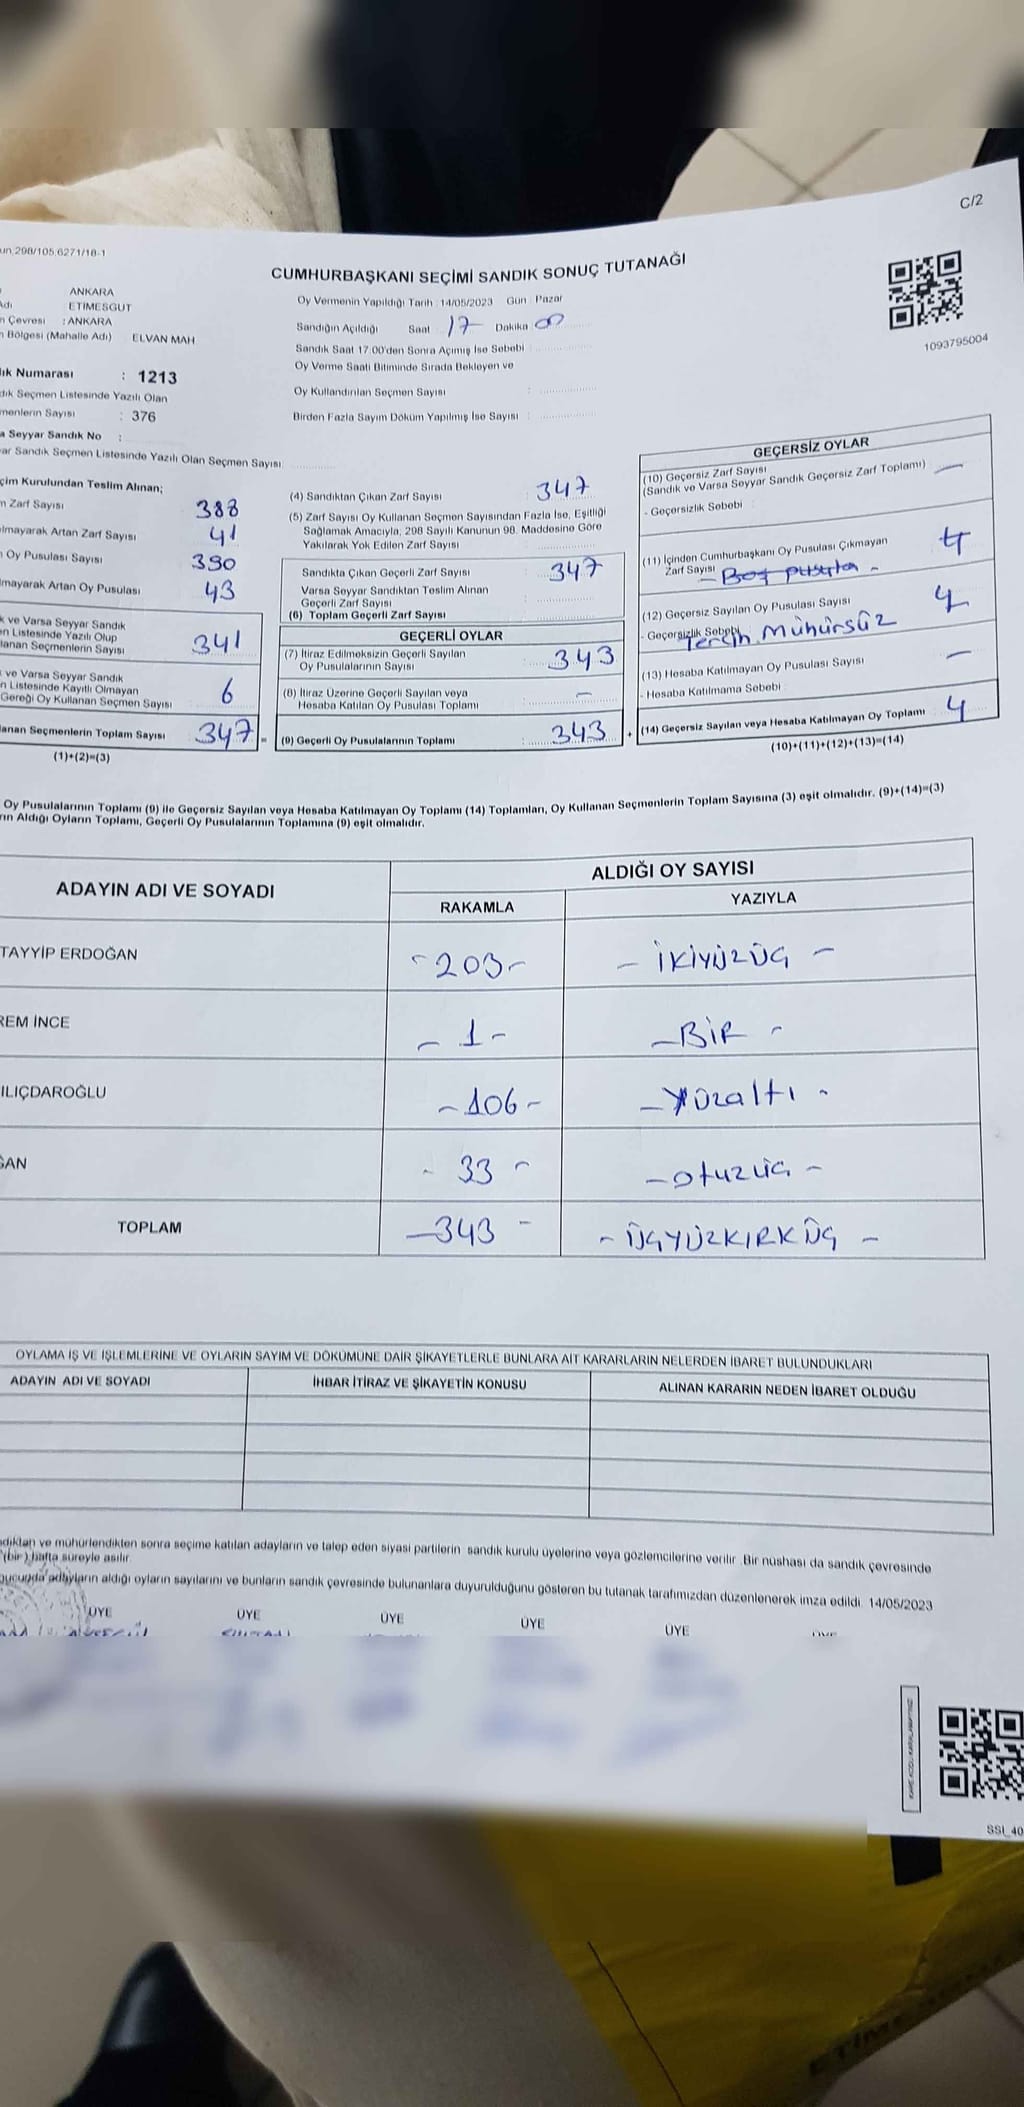 C/2
un 298/105.6271/18-1
CUMHURBAŞKANI SEÇİMİ SANDIK SONUÇ TUTANAĞI
1093795004
ANKARA
Adı ETİMESGUT
n Çevresi : ANKARA
n Bölgesi (Mahalle Adı) ELVAN MAH.
Oy Vermenin Yapıldığı Tarih : 14/05/2023 Gün : Pazar
Sandığın Açıldığı Saat 17 Dakika 00
Sandık Saat 17:00'den Sonra Açımış İse Sebebi
Oy Verme Saati Bitiminde Sırada Bekleyen ve
Oy Kullandırılan Seçmen Sayısı :
Birden Fazla Sayım Döküm Yapılmış İse Sayısı :
ık Numarası : 1213
dık Seçmen Listesinde Yazılı Olan
menlerin Sayısı : 376
a Seyyar Sandık No :
ar Sandık Seçmen Listesinde Yazılı Olan Seçmen Sayısı
çim Kurulundan Teslim Alınan;
n Zarf Sayısı 388
lmayarak Artan Zarf Sayısı 41
Oy Pusulası Sayısı 390
lmayarak Artan Oy Pusulası 43
k ve Varsa Seyyar Sandık
n Listesinde Yazılı Olup
lanan Seçmenlerin Sayısı 341
ve Varsa Seyyar Sandık
n Listesinde Kayıtlı Olmayan
Gereği Oy Kullanan Seçmen Sayısı 6
lanan Seçmenlerin Toplam Sayısı 347 =
(1)+(2)=(3)
(4) Sandıktan Çıkan Zarf Sayısı : 347
(5) Zarf Sayısı Oy Kullanan Seçmen Sayısından Fazla İse, Eşitliği
Sağlamak Amacıyla, 298 Sayılı Kanunun 98. Maddesine Göre
Yakılarak Yok Edilen Zarf Sayısı
Sandıkta Çıkan Geçerli Zarf Sayısı : 347
Varsa Seyyar Sandıktan Teslim Alınan
Geçerli Zarf Sayısı
(6) Toplam Geçerli Zarf Sayısı
GEÇERLİ OYLAR
(7) İtiraz Edilmeksizin Geçerli Sayılan
Oy Pusulalarının Sayısı : 343
(8) İtiraz Üzerine Geçerli Sayılan veya
Hesaba Katılan Oy Pusulası Toplamı : –
(9) Geçerli Oy Pusulalarının Toplamı : 343 +
GEÇERSİZ OYLAR
(10) Geçersiz Zarf Sayısı
(Sandık ve Varsa Seyyar Sandık Geçersiz Zarf Toplamı) –
- Geçersizlik Sebebi :
(11) İçinden Cumhurbaşkanı Oy Pusulası Çıkmayan
Zarf Sayısı – Boş pusula –
(12) Geçersiz Sayılan Oy Pusulası Sayısı 4
- Geçersizlik Sebebi Tercih Mühürsüz
(13) Hesaba Katılmayan Oy Pusulası Sayısı –
- Hesaba Katılmama Sebebi
(14) Geçersiz Sayılan veya Hesaba Katılmayan Oy Toplamı 4
(10)+(11)+(12)+(13)=(14)
Oy Pusulalarının Toplamı (9) ile Geçersiz Sayılan veya Hesaba Katılmayan Oy Toplamı (14) Toplamları, Oy Kullanan Seçmenlerin Toplam Sayısına (3) eşit olmalıdır. (9)+(14)=(3)
rın Aldığı Oyların Toplamı, Geçerli Oy Pusulalarının Toplamına (9) eşit olmalıdır.
ADAYIN ADI VE SOYADI
ALDIĞI OY SAYISI
RAKAMLA YAZIYLA
TAYYİP ERDOĞAN - 203 - - İKİYÜZÜÇ -
REM İNCE - 1 - - BİR -
ILIÇDAROĞLU - 106 - - Yüzaltı -
ĞAN - 33 - - otuzüç -
TOPLAM - 343 - - ÜÇYÜZKIRKÜÇ -
OYLAMA İŞ VE İŞLEMLERİNE VE OYLARIN SAYIM VE DÖKÜMÜNE DAİR ŞİKAYETLERLE BUNLARA AİT KARARLARIN NELERDEN İBARET BULUNDUKLARI
ADAYIN ADI VE SOYADI İHBAR İTİRAZ VE ŞİKAYETİN KONUSU ALINAN KARARIN NEDEN İBARET OLDUĞU
ndıktan ve mühürlendikten sonra seçime katılan adayların ve talep eden siyasi partilerin sandık kurulu üyelerine veya gözlemcilerine verilir. Bir nüshası da sandık çevresinde
(bir) hafta süreyle asılır.
adayların aldığı oyların sayılarını ve bunların sandık çevresinde bulunanlara duyurulduğunu gösteren bu tutanak tarafımızdan düzenlenerek imza edildi. 14/05/2023
ÜYE ÜYE ÜYE ÜYE ÜYE
SSI_40